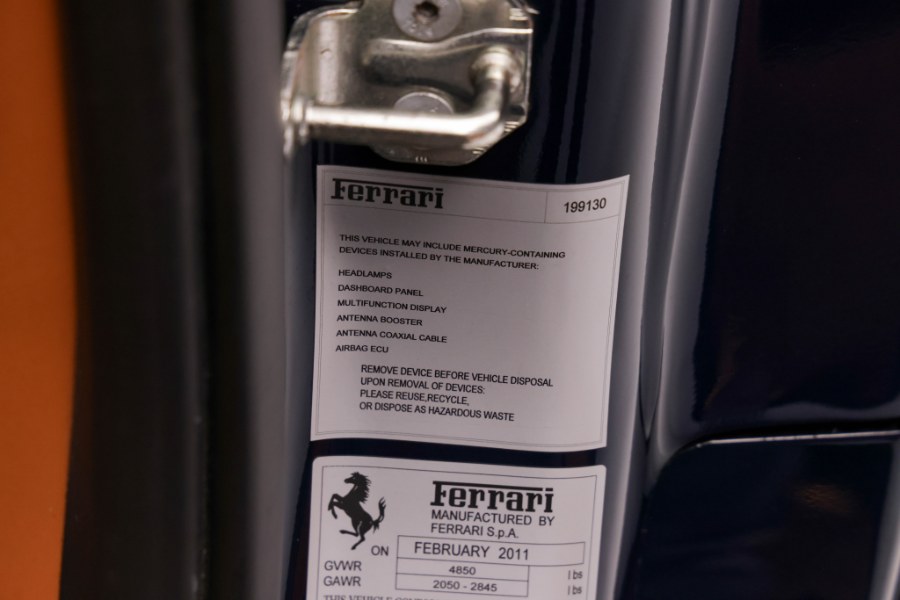 Ferrari 199130
THIS VEHICLE MAY INCLUDE MERCURY-CONTAINING
DEVICES INSTALLED BY THE MANUFACTURER:
HEADLAMPS
DASHBOARD PANEL
MULTIFUNCTION DISPLAY
ANTENNA BOOSTER
ANTENNA COAXIAL CABLE
AIRBAG ECU
REMOVE DEVICE BEFORE VEHICLE DISPOSAL
UPON REMOVAL OF DEVICES:
PLEASE REUSE,RECYCLE,
OR DISPOSE AS HAZARDOUS WASTE
Ferrari
MANUFACTURED BY
FERRARI S.p.A.
ON FEBRUARY 2011
GVWR 4850 lbs
GAWR 2050 - 2845 lbs
THIS VEHICLE